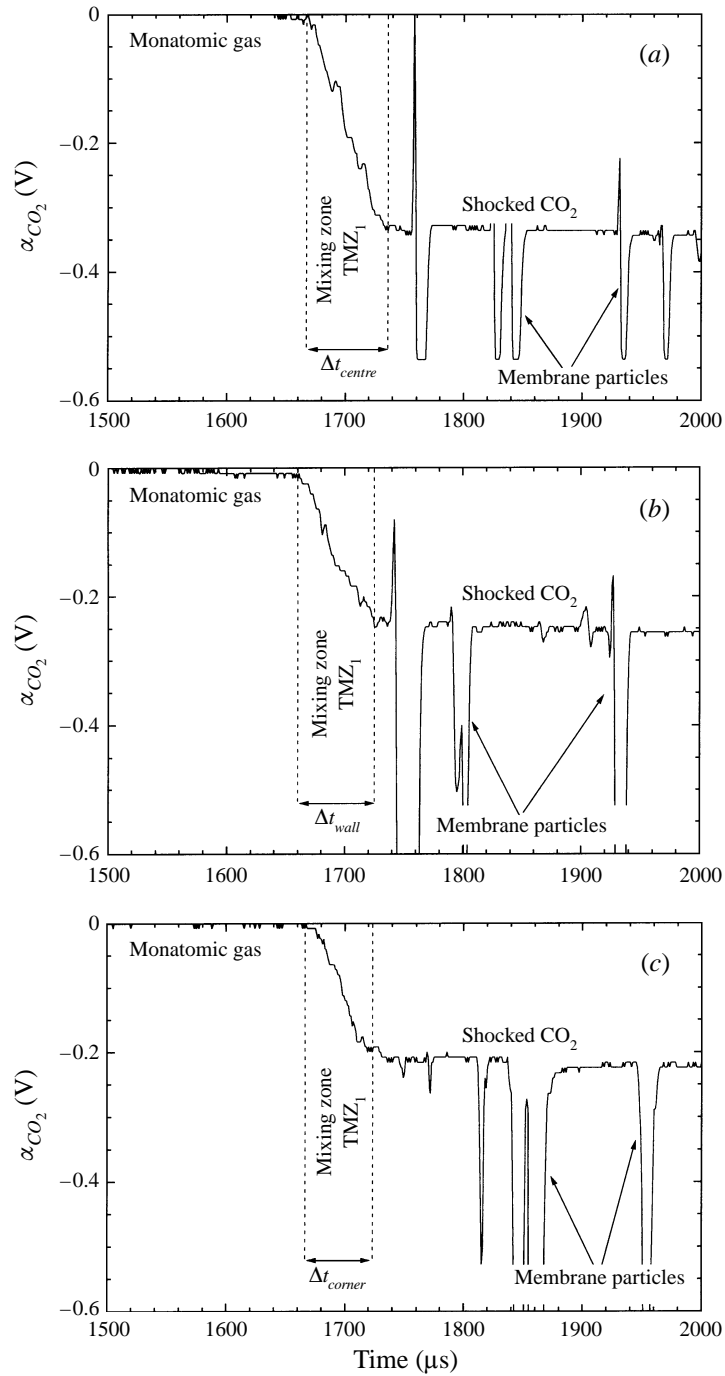 (a)
0
−0.2
−0.4
−0.6
α_CO₂ (V)
Monatomic gas
Mixing zone
TMZ₁
Δt_centre
Shocked CO₂
Membrane particles
1500 1600 1700 1800 1900 2000
(b)
0
−0.2
−0.4
−0.6
α_CO₂ (V)
Monatomic gas
Mixing zone
TMZ₁
Δt_wall
Shocked CO₂
Membrane particles
1500 1600 1700 1800 1900 2000
(c)
0
−0.2
−0.4
−0.6
α_CO₂ (V)
Monatomic gas
Mixing zone
TMZ₁
Δt_corner
Shocked CO₂
Membrane particles
1500 1600 1700 1800 1900 2000
Time (μs)